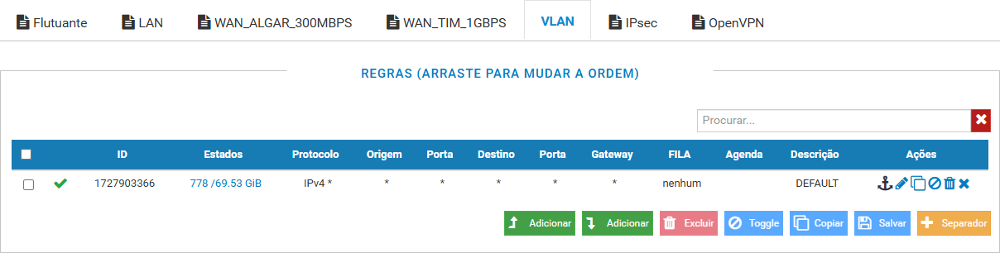 Flutuante LAN WAN_ALGAR_300MBPS WAN_TIM_1GBPS VLAN IPsec OpenVPN
REGRAS (ARRASTE PARA MUDAR A ORDEM)
Procurar...
ID Estados Protocolo Origem Porta Destino Porta Gateway FILA Agenda Descrição Ações
1727903366 778 /69.53 GiB IPv4 * * * * * * nenhum DEFAULT
Adicionar Adicionar Excluir Toggle Copiar Salvar Separador